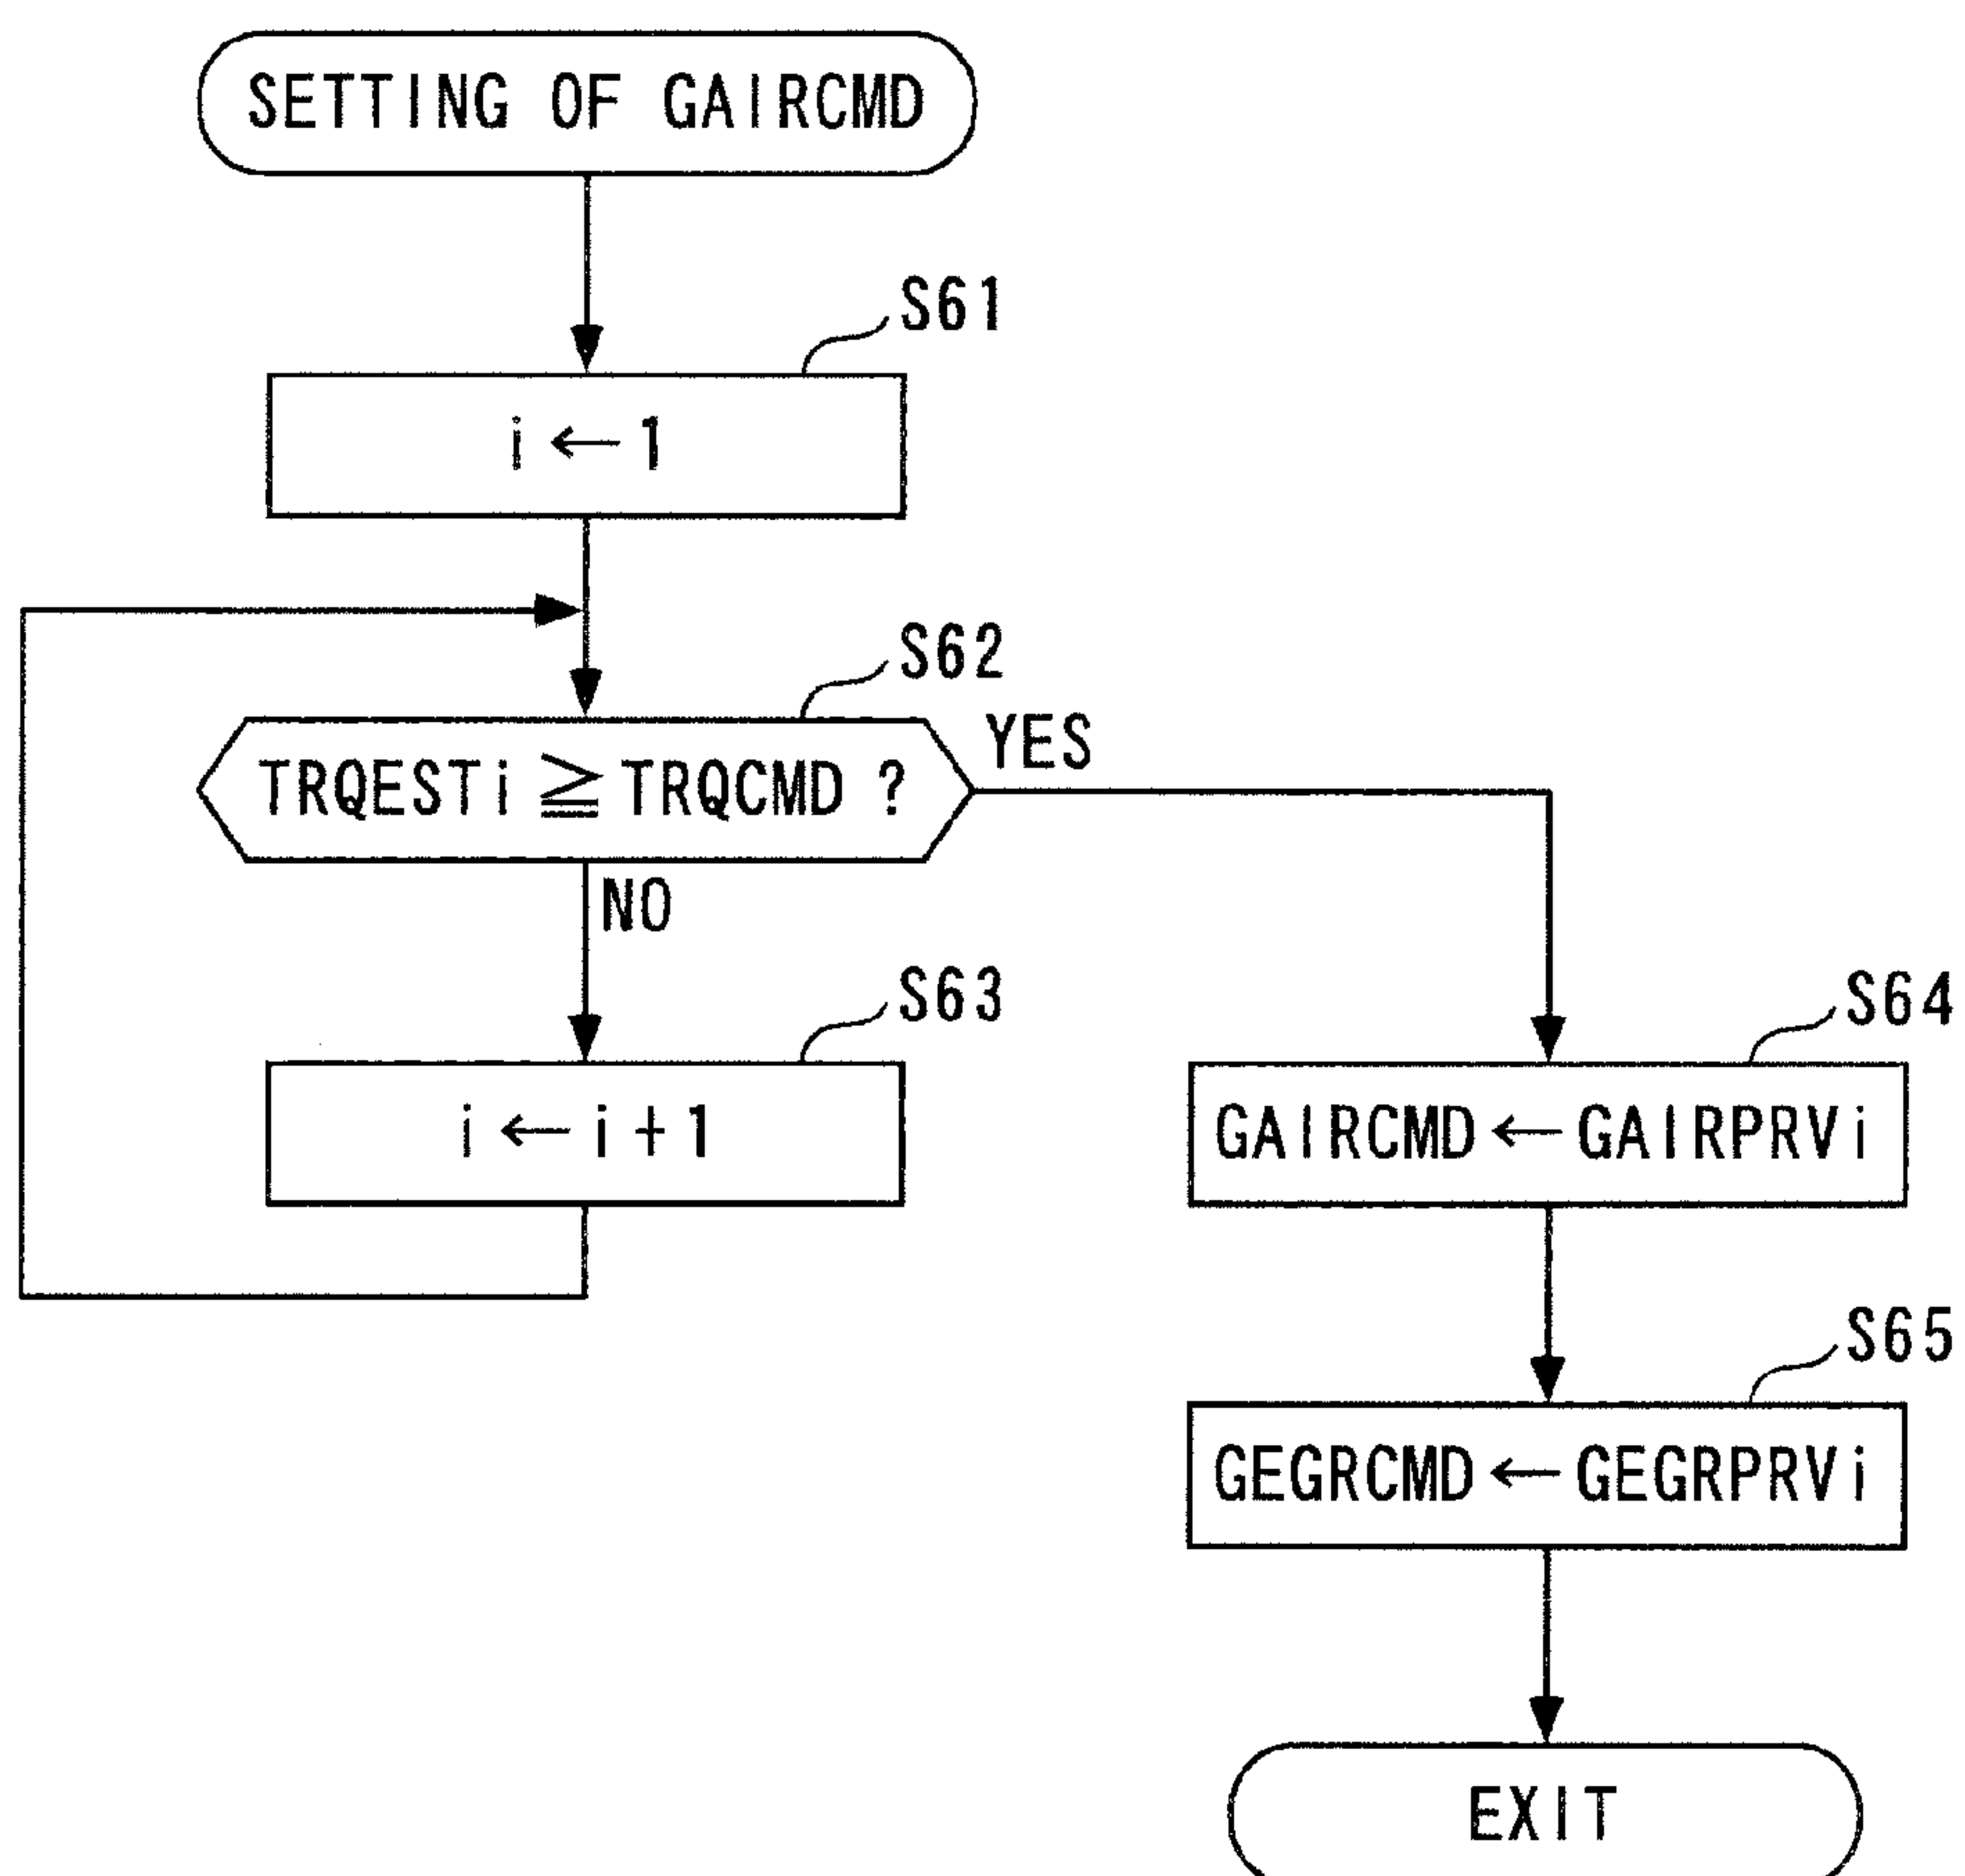 SETTING OF GAIRCMD
S61
i ← 1
S62
TRQESTi ≧ TRQCMD ?
YES
NO
S63
i ← i + 1
S64
GAIRCMD ← GAIRPRVi
S65
GEGRCMD ← GEGRPRVi
EXIT